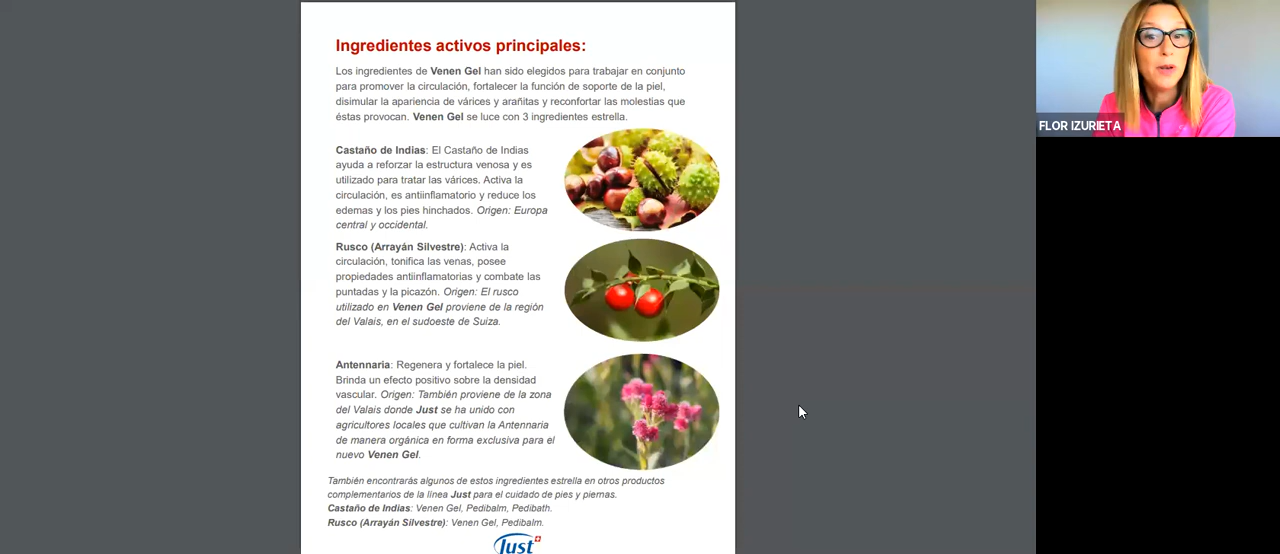 Ingredientes activos principales:
Los ingredientes de Venen Gel han sido elegidos para trabajar en conjunto
para promover la circulación, fortalecer la función de soporte de la piel,
disimular la apariencia de várices y arañitas y reconfortar las molestias que
éstas provocan. Venen Gel se luce con 3 ingredientes estrella.
Castaño de Indias: El Castaño de Indias
ayuda a reforzar la estructura venosa y es
utilizado para tratar las várices. Activa la
circulación, es antiinflamatorio y reduce los
edemas y los pies hinchados. Origen: Europa
central y occidental.
Rusco (Arrayán Silvestre): Activa la
circulación, tonifica las venas, posee
propiedades antiinflamatorias y combate las
puntadas y la picazón. Origen: El rusco
utilizado en Venen Gel proviene de la región
del Valais, en el sudoeste de Suiza.
Antennaria: Regenera y fortalece la piel.
Brinda un efecto positivo sobre la densidad
vascular. Origen: También proviene de la zona
del Valais donde Just se ha unido con
agricultores locales que cultivan la Antennaria
de manera orgánica en forma exclusiva para el
nuevo Venen Gel.
También encontrarás algunos de estos ingredientes estrella en otros productos
complementarios de la línea Just para el cuidado de pies y piernas.
Castaño de Indias: Venen Gel, Pedibalm, Pedibath.
Rusco (Arrayán Silvestre): Venen Gel, Pedibalm.
Just
FLOR IZURIETA